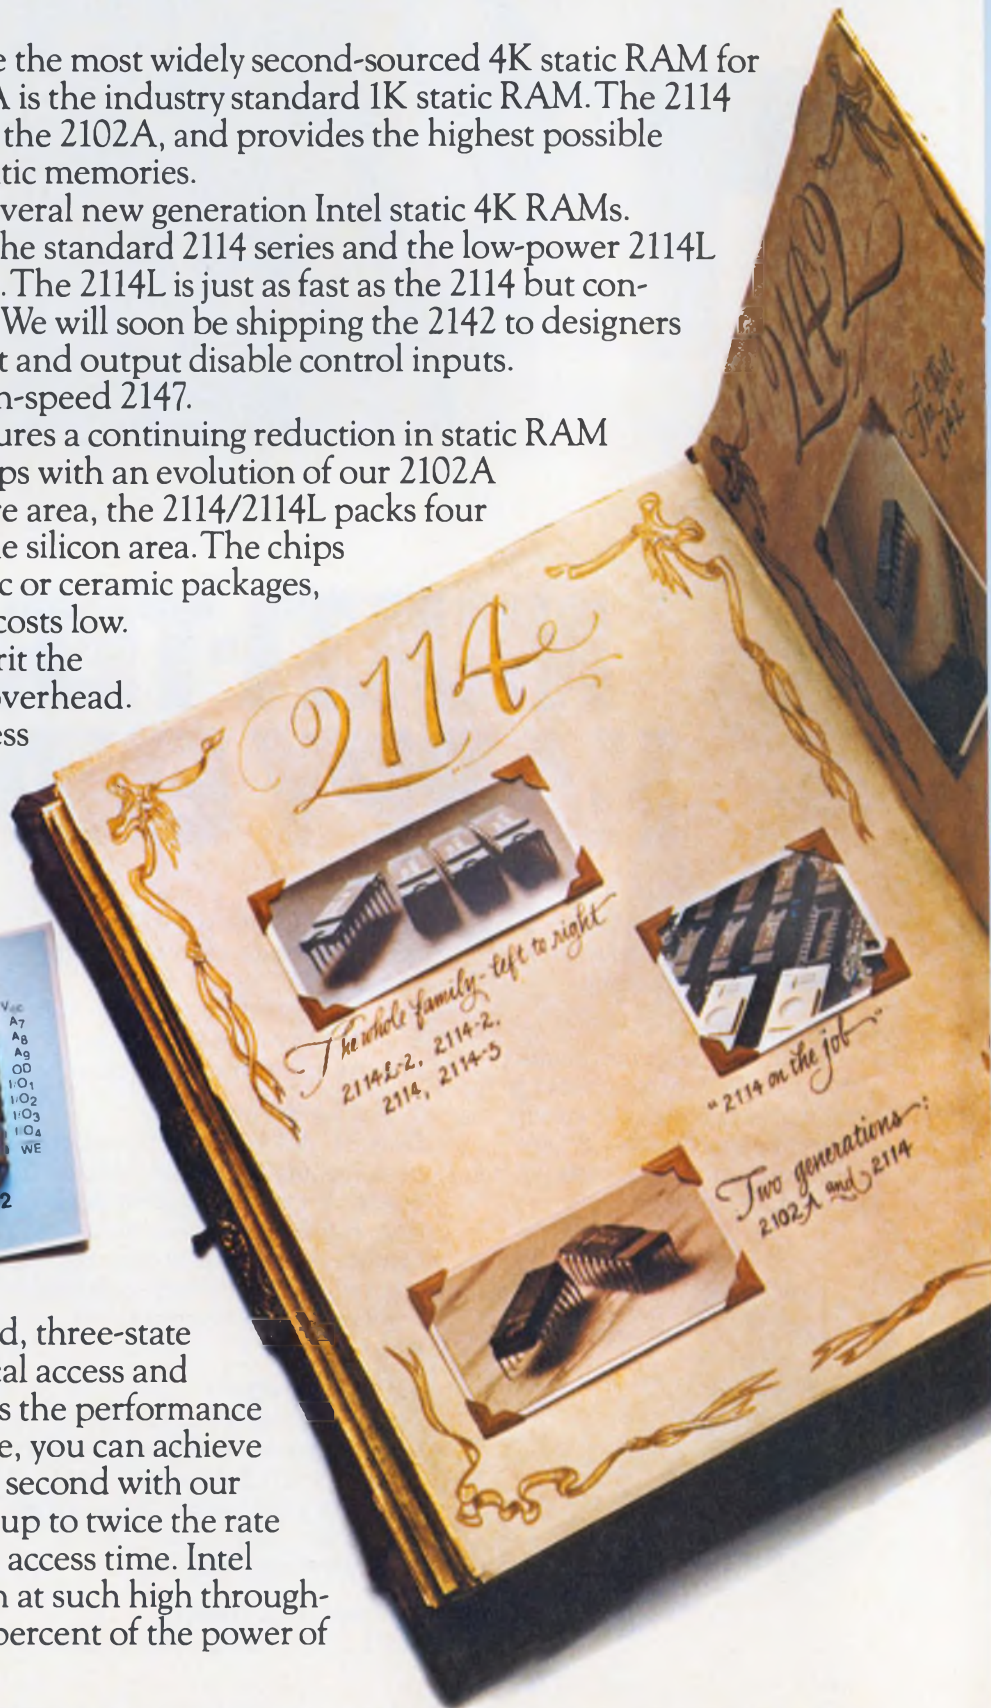 e the most widely second-sourced 4K static RAM for
A is the industry standard 1K static RAM. The 2114
the 2102A, and provides the highest possible
tic memories.
veral new generation Intel static 4K RAMs.
he standard 2114 series and the low-power 2114L
. The 2114L is just as fast as the 2114 but con-
We will soon be shipping the 2142 to designers
t and output disable control inputs.
h-speed 2147.
ures a continuing reduction in static RAM
ps with an evolution of our 2102A
e area, the 2114/2114L packs four
e silicon area. The chips
c or ceramic packages,
costs low.
rit the
overhead.
ess
2142
2114
The whole family-left to right
2114L-2, 2114-2,
2114, 2114-3
"2114 on the job"
Two generations:
2102A and 2114
Vcc
A7
A8
A9
OD
I/O1
I/O2
I/O3
I/O4
WE
2
d, three-state
cal access and
s the performance
e, you can achieve
second with our
up to twice the rate
access time. Intel
n at such high through-
percent of the power of